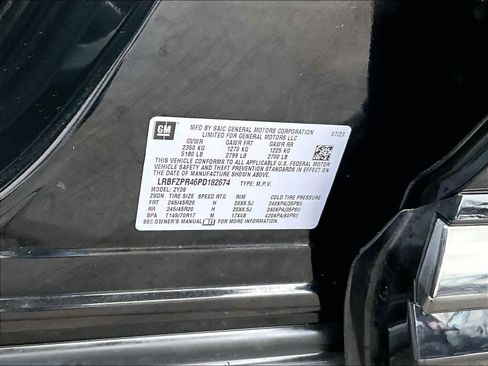 GM
MFD BY SAIC GENERAL MOTORS CORPORATION
LIMITED FOR GENERAL MOTORS LLC
07/23
GVWR GAWR FRT GAWR RR
2350 KG 1270 KG 1225 KG
5180 LB 2799 LB 2700 LB
THIS VEHICLE CONFORMS TO ALL APPLICABLE U.S. FEDERAL MOTOR
VEHICLE SAFETY, BUMPER, AND THEFT PREVENTION STANDARDS IN
EFFECT ON THE DATE OF MANUFACTURE SHOWN ABOVE.
LRBFZPR46PD182674 TYPE: M.P.V.
MODEL: ZY26
TIRE SIZE SPEED RTG RIM COLD TIRE PRESSURE
FRT 245/45R20 H 20X8.5J 240KPA(35PSI)
RR 245/45R20 H 20X8.5J 240KPA(35PSI)
SPA T145/70R17 M 17X4B 420KPA(60PSI)
SEE OWNER'S MANUAL FOR MORE INFORMATION.